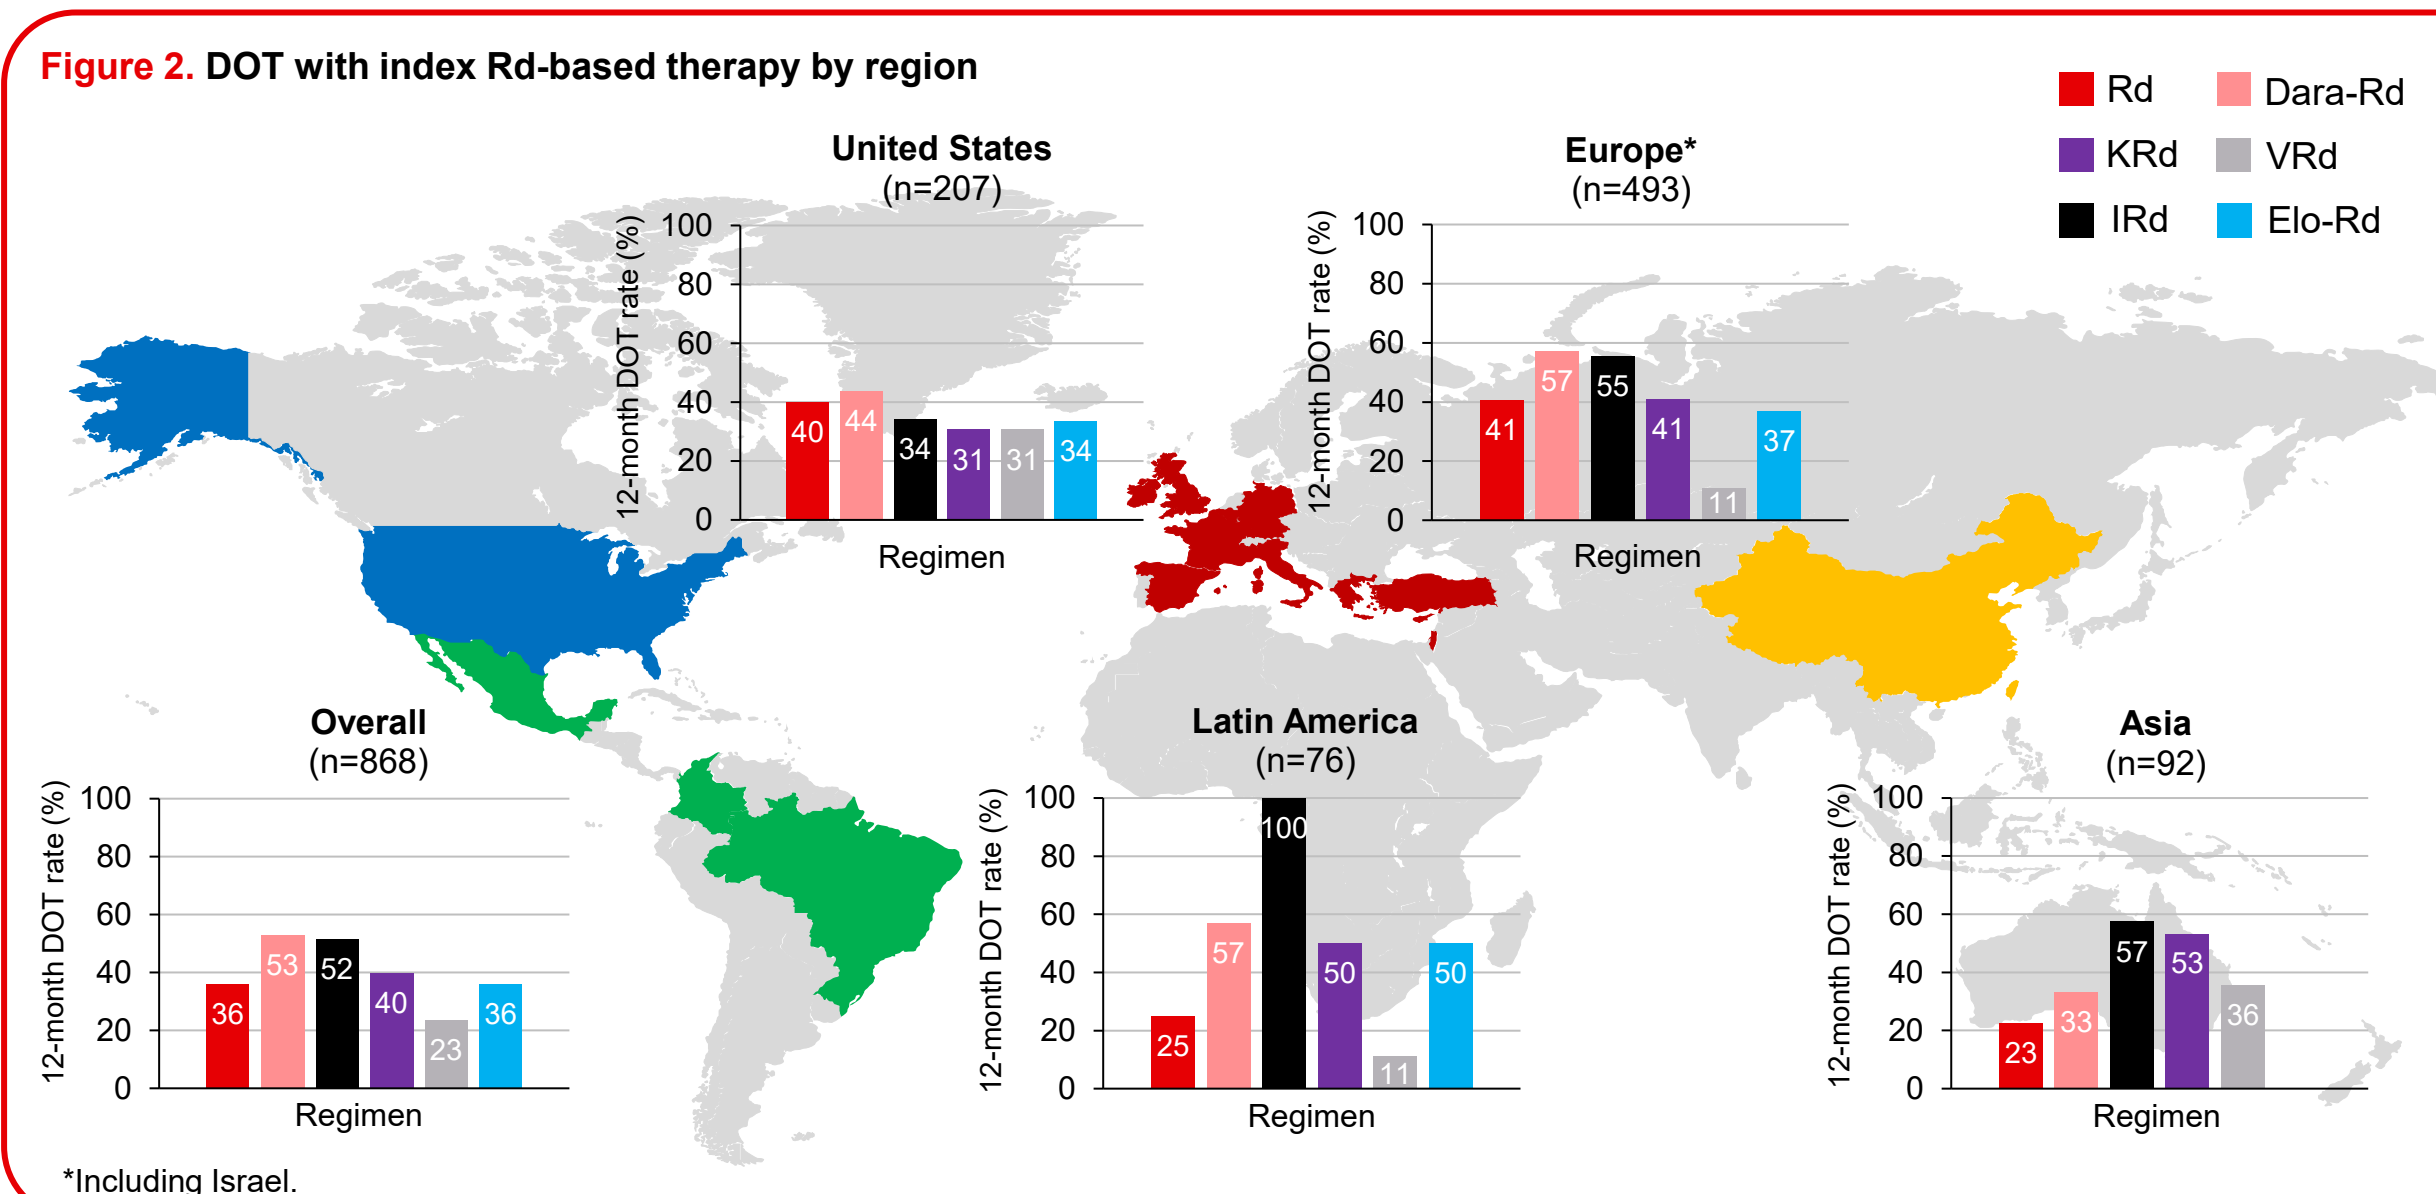 Figure 2. DOT with index Rd-based therapy by region
Rd
Dara-Rd
KRd
VRd
IRd
Elo-Rd
United States
(n=207)
12-month DOT rate (%)
100
80
60
40
20
0
40
44
34
31
31
34
Regimen
Europe*
(n=493)
12-month DOT rate (%)
100
80
60
40
20
0
41
57
55
41
11
37
Regimen
Overall
(n=868)
12-month DOT rate (%)
100
80
60
40
20
0
36
53
52
40
23
36
Regimen
Latin America
(n=76)
12-month DOT rate (%)
100
80
60
40
20
0
25
57
100
50
11
50
Regimen
Asia
(n=92)
12-month DOT rate (%)
100
80
60
40
20
0
23
33
57
53
36
Regimen
*Including Israel.